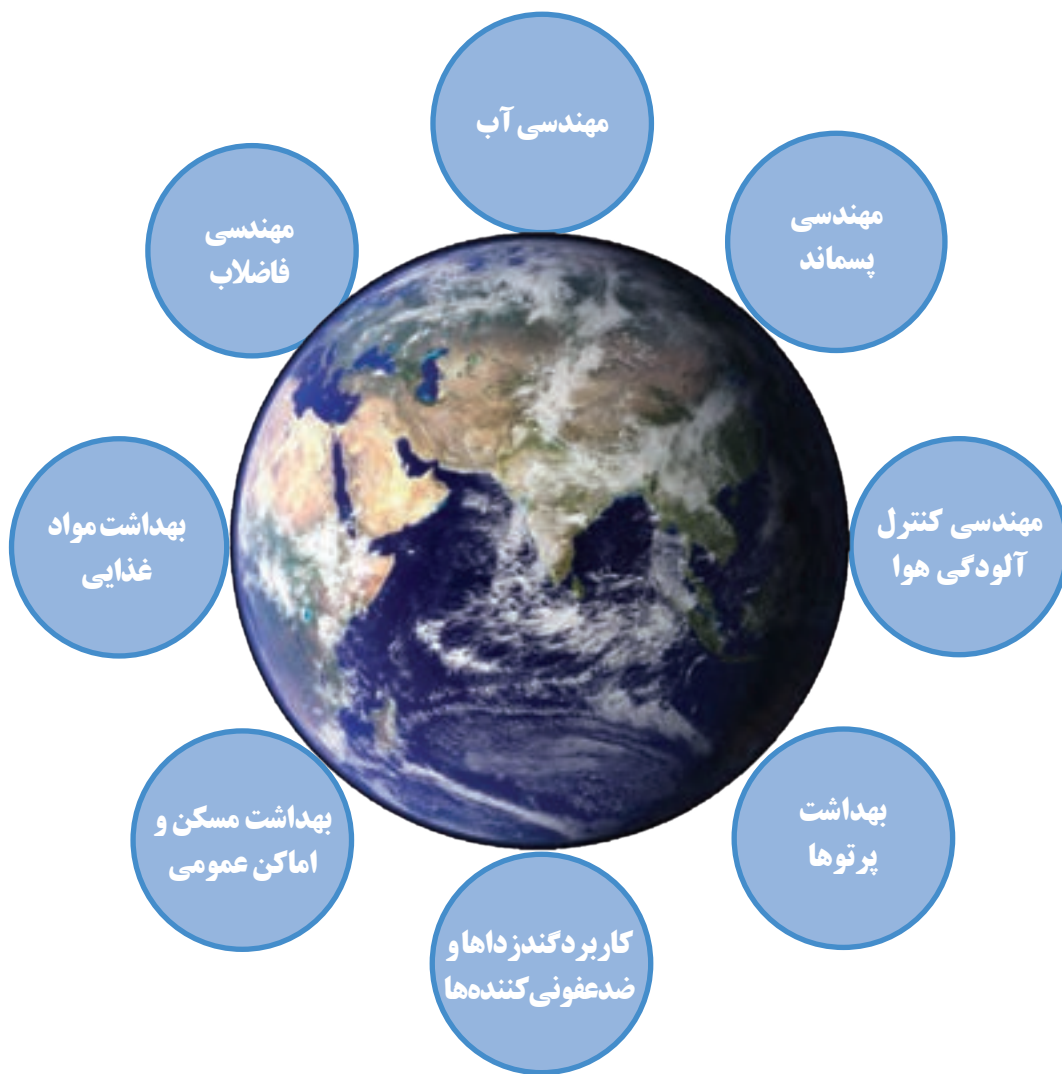 مهندسی آب
مهندسی
پسماند
مهندسی
فاضلاب
مهندسی کنترل
آلودگی هوا
بهداشت مواد
غذایی
بهداشت
پرتوها
بهداشت مسکن و
اماکن عمومی
کاربرد گندزداها و
ضدعفونی‌کننده‌ها